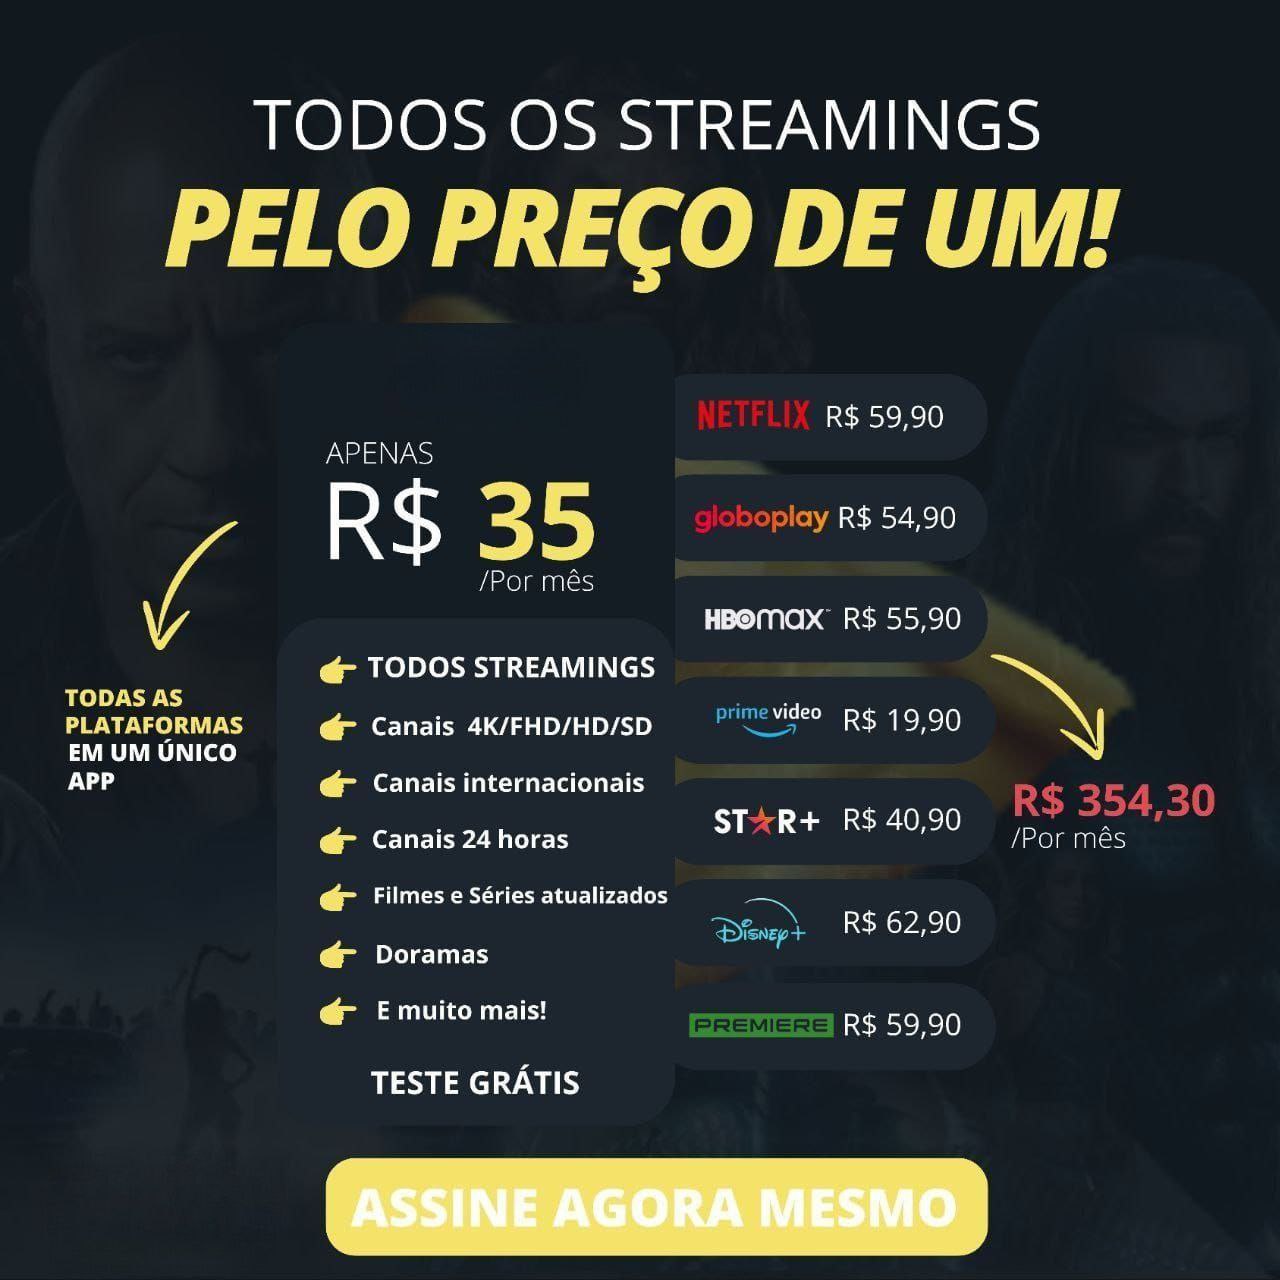 TODOS OS STREAMINGS
PELO PREÇO DE UM!
APENAS
R$ 35
/Por mês
TODAS AS
PLATAFORMAS
EM UM ÚNICO
APP
TODOS STREAMINGS
Canais 4K/FHD/HD/SD
Canais internacionais
Canais 24 horas
Filmes e Séries atualizados
Doramas
E muito mais!
TESTE GRÁTIS
NETFLIX R$ 59,90
globoplay R$ 54,90
HBOmax R$ 55,90
prime video R$ 19,90
STAR+ R$ 40,90
Disney+ R$ 62,90
PREMIERE R$ 59,90
R$ 354,30
/Por mês
ASSINE AGORA MESMO